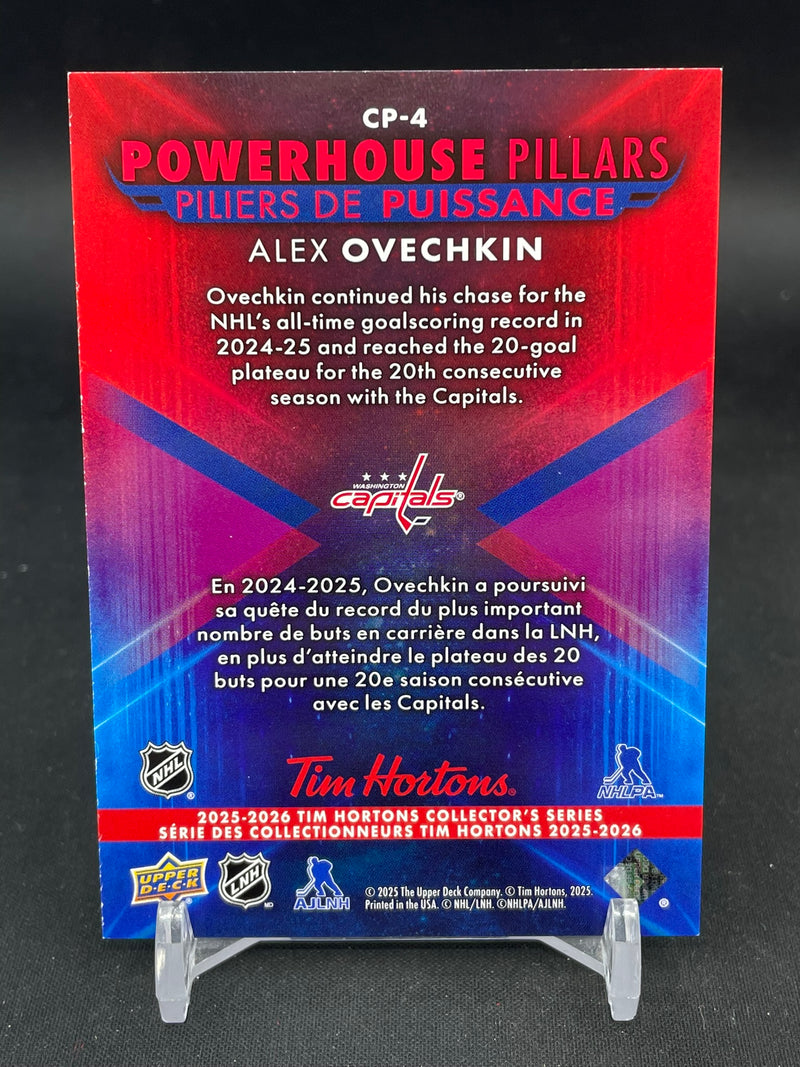 CP-4
POWERHOUSE PILLARS
PILIERS DE PUISSANCE
ALEX OVECHKIN
Ovechkin continued his chase for the
NHL's all-time goalscoring record in
2024-25 and reached the 20-goal
plateau for the 20th consecutive
season with the Capitals.
WASHINGTON
capitals®
En 2024-2025, Ovechkin a poursuivi
sa quête du record du plus important
nombre de buts en carrière dans la LNH,
en plus d'atteindre le plateau des 20
buts pour une 20e saison consécutive
avec les Capitals.
NHL ®
Tim Hortons®
NHLPA™
2025-2026 TIM HORTONS COLLECTOR'S SERIES
SÉRIE DES COLLECTIONNEURS TIM HORTONS 2025-2026
UPPER DECK ®
LNH MD
AJLNH
© 2025 The Upper Deck Company. © Tim Hortons, 2025.
Printed in the USA. © NHL/LNH. ©NHLPA/AJLNH.
®